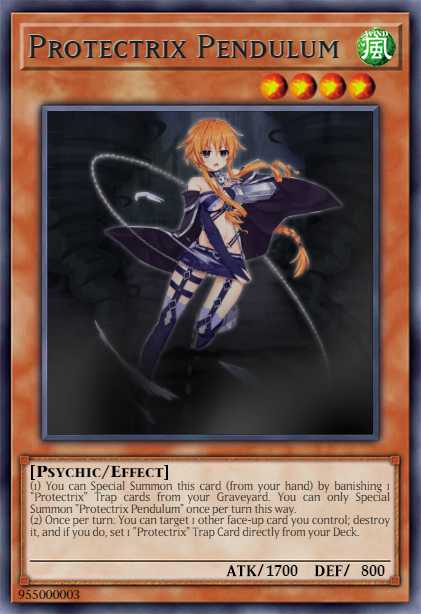 Protectrix Pendulum
WIND
風
[Psychic/Effect]
(1) You can Special Summon this card (from your hand) by banishing 1
"Protectrix" Trap cards from your Graveyard. You can only Special
Summon "Protectrix Pendulum" once per turn this way.
(2) Once per turn: You can target 1 other face-up card you control; destroy
it, and if you do, set 1 "Protectrix" Trap Card directly from your Deck.
ATK/1700 DEF/ 800
955000003